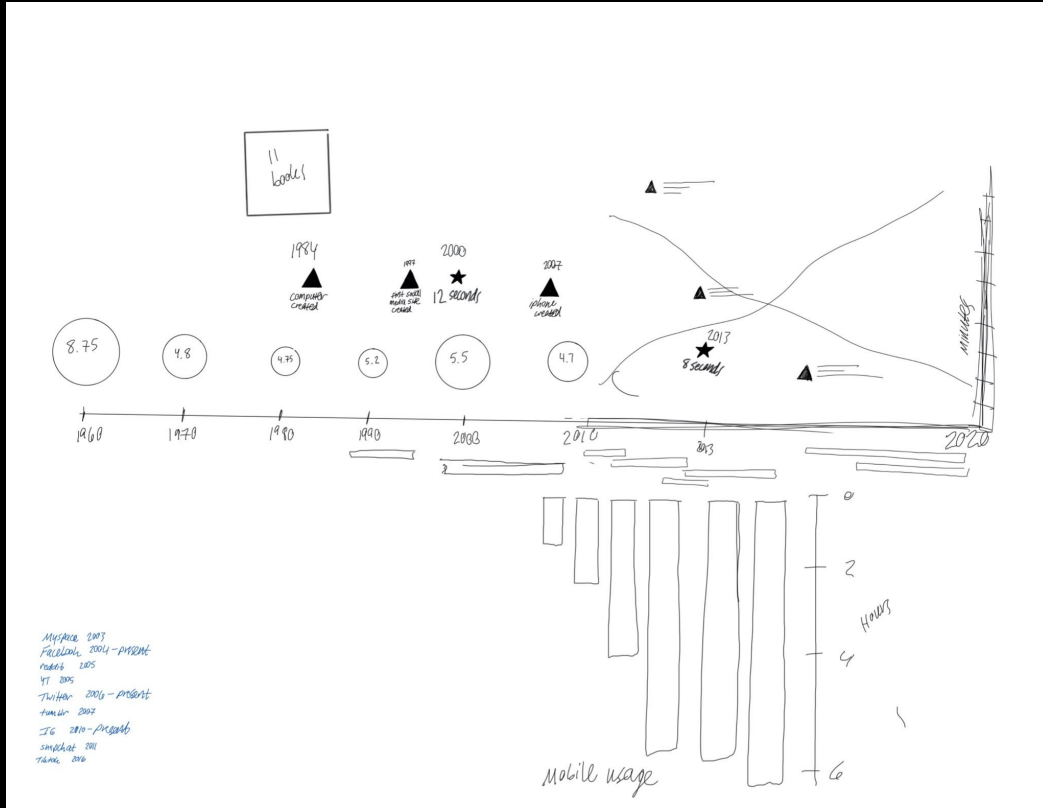 11
books
1984
computer
created
1997
first social
media site
created
2000
12 seconds
2007
iphone
created
2013
8 seconds
8.75
4.8
4.75
5.2
5.5
4.7
minutes
1960
1970
1980
1990
2000
2010
2013
2020
0
2
4
6
Hours
Mobile usage
Myspace 2003
Facebook 2004-present
reddit 2005
YT 2005
Twitter 2006-present
tumblr 2007
IG 2010-present
snapchat 2011
Tiktok 2016